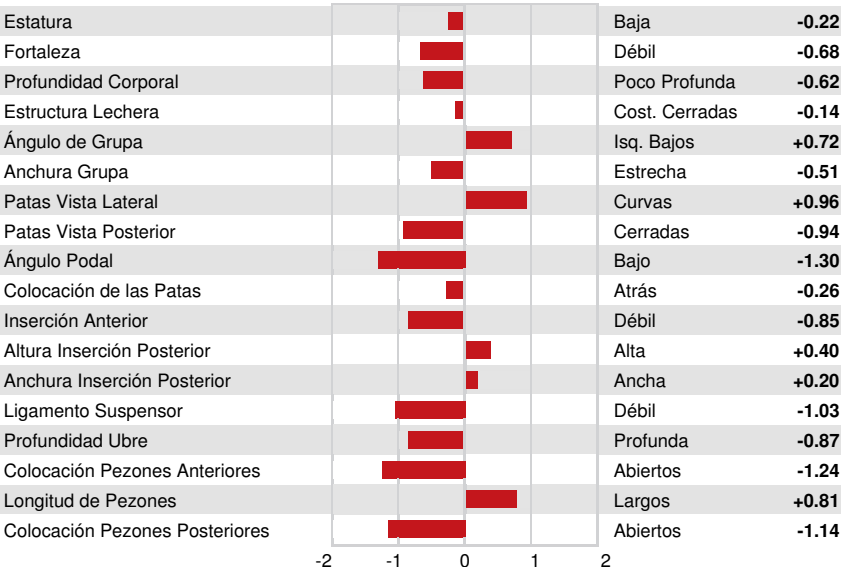 Estatura Baja -0.22
Fortaleza Débil -0.68
Profundidad Corporal Poco Profunda -0.62
Estructura Lechera Cost. Cerradas -0.14
Ángulo de Grupa Isq. Bajos +0.72
Anchura Grupa Estrecha -0.51
Patas Vista Lateral Curvas +0.96
Patas Vista Posterior Cerradas -0.94
Ángulo Podal Bajo -1.30
Colocación de las Patas Atrás -0.26
Inserción Anterior Débil -0.85
Altura Inserción Posterior Alta +0.40
Anchura Inserción Posterior Ancha +0.20
Ligamento Suspensor Débil -1.03
Profundidad Ubre Profunda -0.87
Colocación Pezones Anteriores Abiertos -1.24
Longitud de Pezones Largos +0.81
Colocación Pezones Posteriores Abiertos -1.14
-2 -1 0 1 2